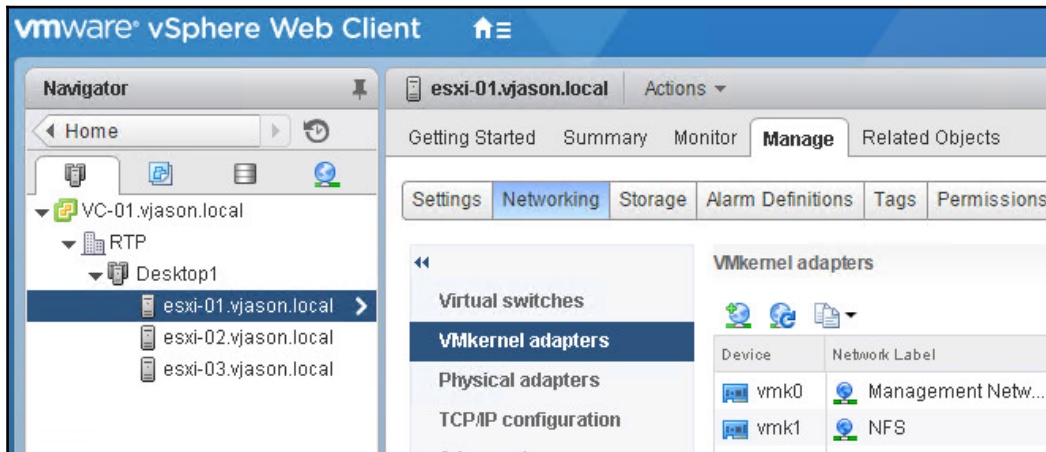 vmware® vSphere Web Client
Navigator
Home
VC-01.vjason.local
RTP
Desktop1
esxi-01.vjason.local
esxi-02.vjason.local
esxi-03.vjason.local
esxi-01.vjason.local Actions
Getting Started Summary Monitor Manage Related Objects
Settings Networking Storage Alarm Definitions Tags Permissions
Virtual switches
VMkernel adapters
Physical adapters
TCP/IP configuration
VMkernel adapters
Device Network Label
vmk0 Management Netw...
vmk1 NFS